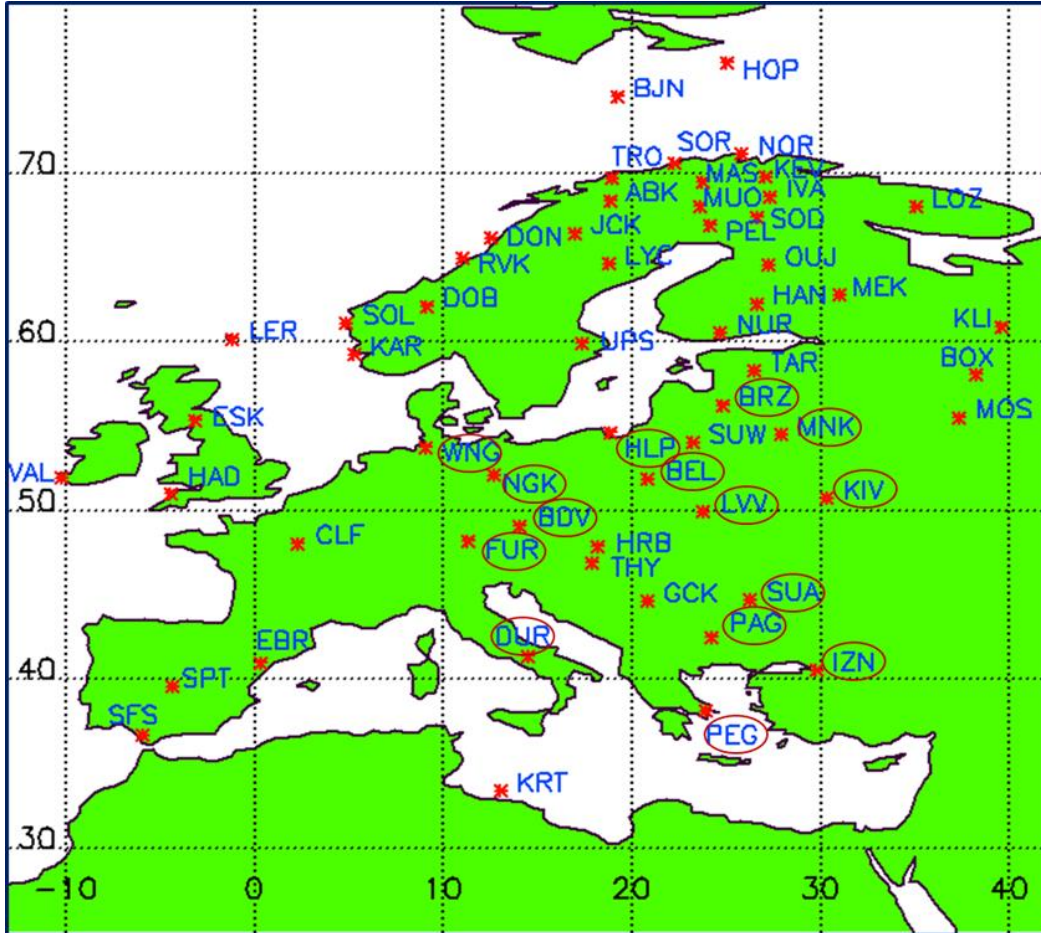 HOP
BJN
SOR
NOR
TRO
70
MAS
KEV
ABK
MUO
IVA
LOZ
JCK
SOD
DON
PEL
RVK
LYC
OUJ
DOB
HAN
MEK
SOL
LER
NUR
KLI
60
KAR
UPS
TAR
BOX
BRZ
ESK
MOS
MNK
WNG
HLP
SUW
VAL
HAD
NGK
BEL
KIV
50
BDV
LVV
CLF
FUR
HRB
THY
GCK
SUA
PAG
EBR
DUR
IZN
40
SPT
SFS
PEG
KRT
30
-10 0 10 20 30 40